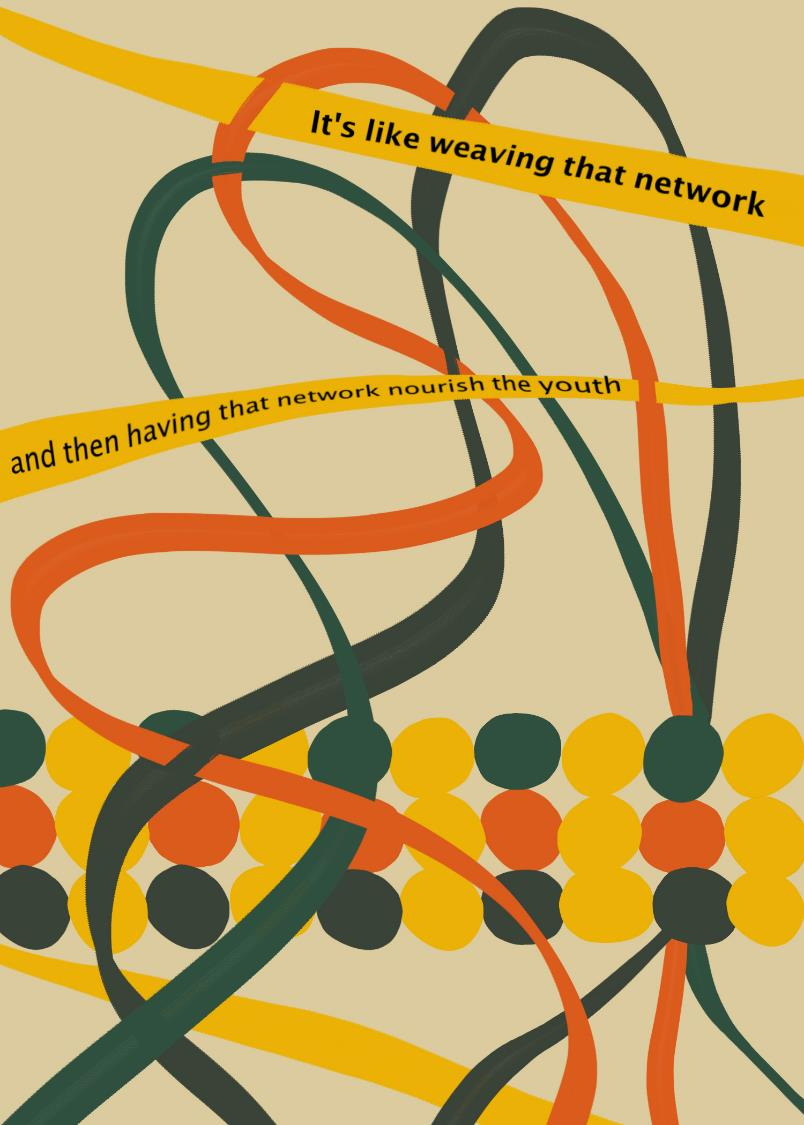 It's like weaving that network
and then having that network nourish the youth